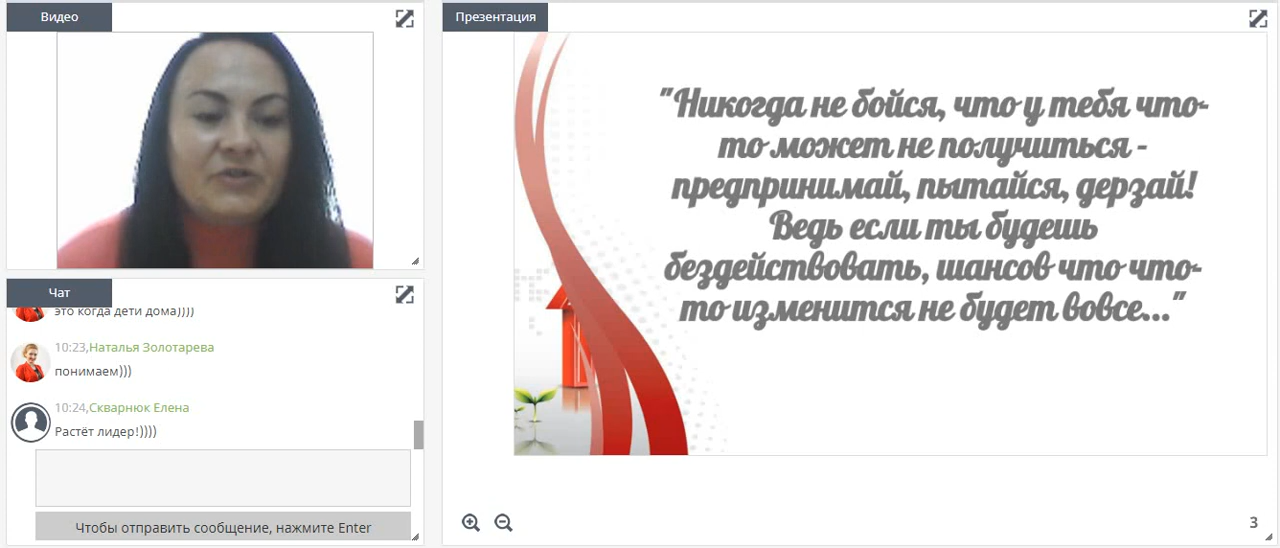 Видео
Чат
это когда дети дома))))
10:23,Наталья Золотарева
понимаем)))
10:24,Скварнюк Елена
Растёт лидер!))))
Чтобы отправить сообщение, нажмите Enter
Презентация
"Никогда не бойся, что у тебя что-
то может не получиться -
предпринимай, пытайся, дерзай!
Ведь если ты будешь
бездействовать, шансов что что-
то изменится не будет вовсе..."
3